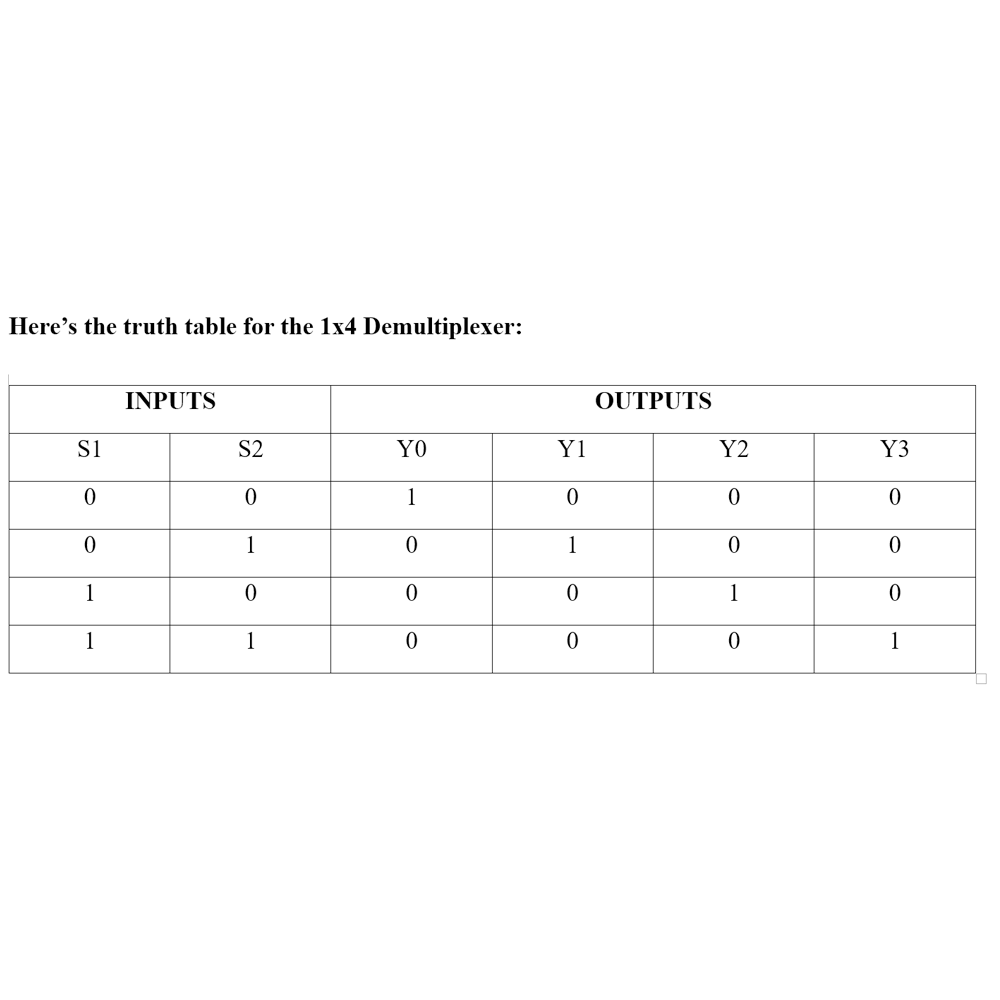 Here’s the truth table for the 1x4 Demultiplexer:
INPUTS OUTPUTS
S1 S2 Y0 Y1 Y2 Y3
0 0 1 0 0 0
0 1 0 1 0 0
1 0 0 0 1 0
1 1 0 0 0 1